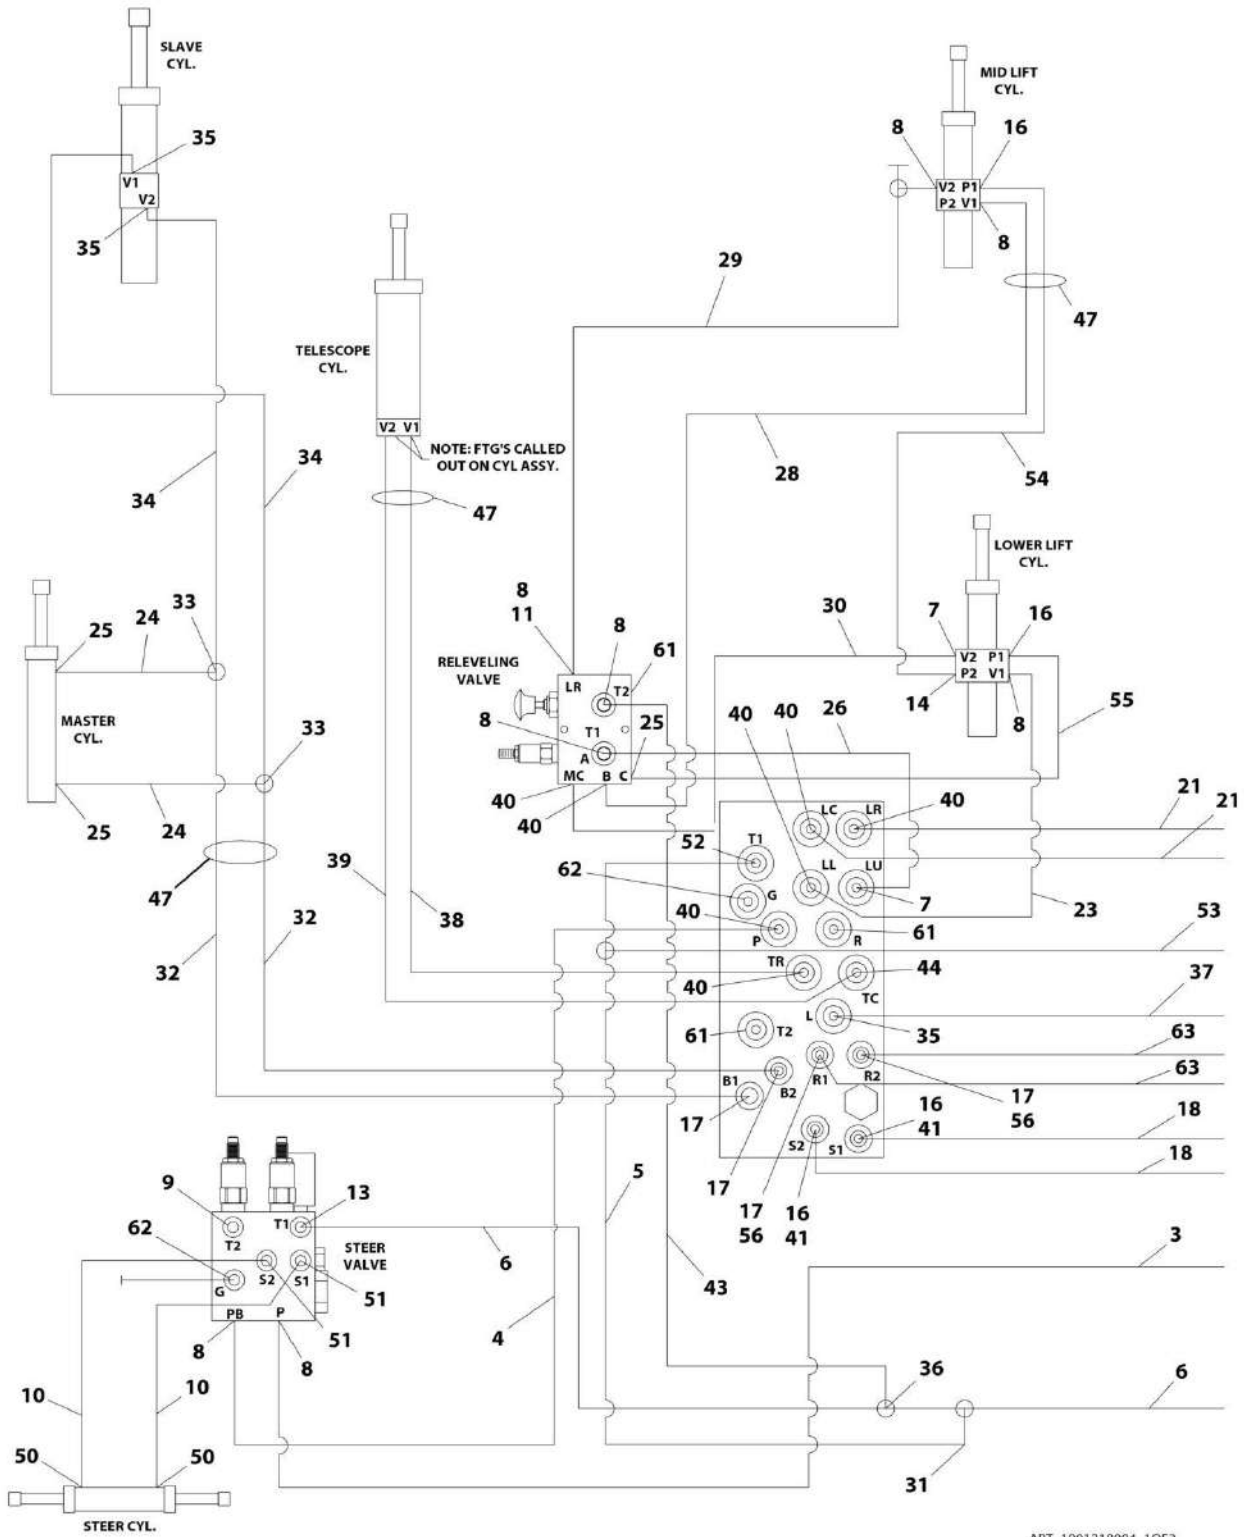 SLAVE
CYL.
MID LIFT
CYL.
8
16
35
V1
V2
V2 P1
P2 V1
35
8
29
47
TELESCOPE
CYL.
V2 V1
NOTE: FTG'S CALLED
OUT ON CYL ASSY.
34
34
28
54
47
LOWER LIFT
CYL.
33
24
25
8
11
8
61
30
7
16
V2 P1
P2 V1
RELEVELING
VALVE
LR
T2
14
8
MASTER
CYL.
33
8
T1
A
25
40
40
26
55
MC B C
40
40
25
24
LC
LR
40
21
21
47
39
52
T1
62
LL
LU
G
7
23
53
32
38
40
P
R
61
32
TR
40
44
TC
37
61
T2
L
35
63
B1
B2
R1
R2
63
17
17
56
16
41
18
S2
S1
18
5
17
17
56
16
41
9
13
62
T1
T2
STEER
VALVE
6
3
S2
S1
G
51
43
PB
P
51
4
8
8
10
10
36
6
50
50
31
STEER CYL.